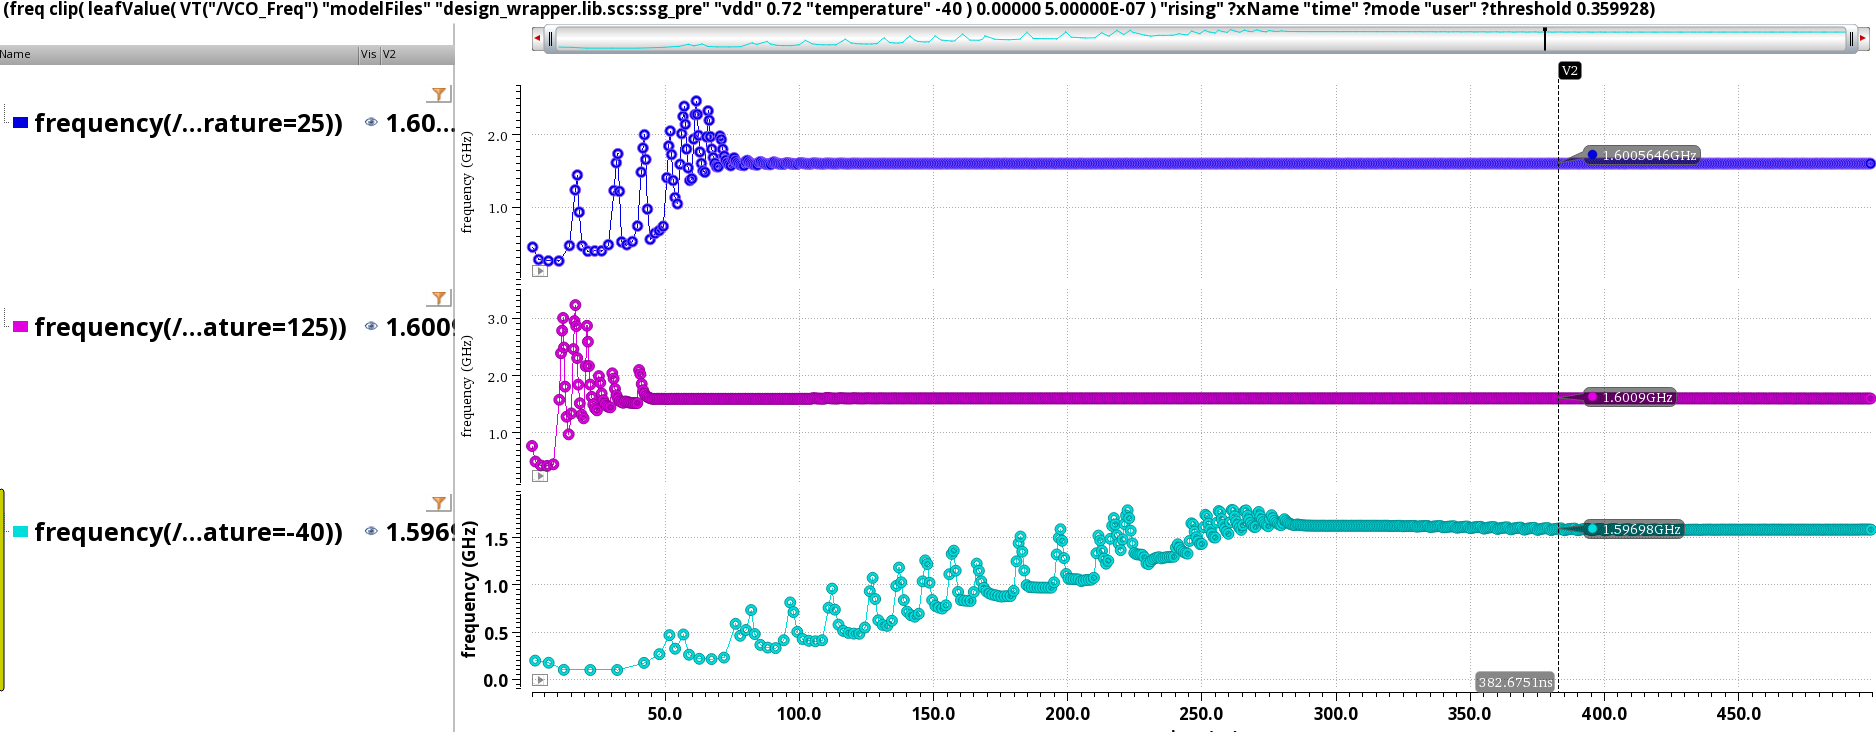 (freq clip( leafValue( VT("/VCO_Freq") "modelFiles" "design_wrapper.lib.scs:ssg_pre" "vdd" 0.72 "temperature" -40 ) 0.00000 5.00000E-07 ) "rising" ?xName "time" ?mode "user" ?threshold 0.359928)
Name Vis V2
V2
frequency(/...rature=25)) 1.60...
frequency (GHz)
2.0
1.0
1.6005646GHz
frequency(/...ature=125)) 1.6009
frequency (GHz)
3.0
2.0
1.0
1.6009GHz
frequency(/...ature=-40)) 1.5969
frequency (GHz)
1.5
1.0
0.5
0.0
1.59698GHz
382.6751ns
50.0 100.0 150.0 200.0 250.0 300.0 350.0 400.0 450.0